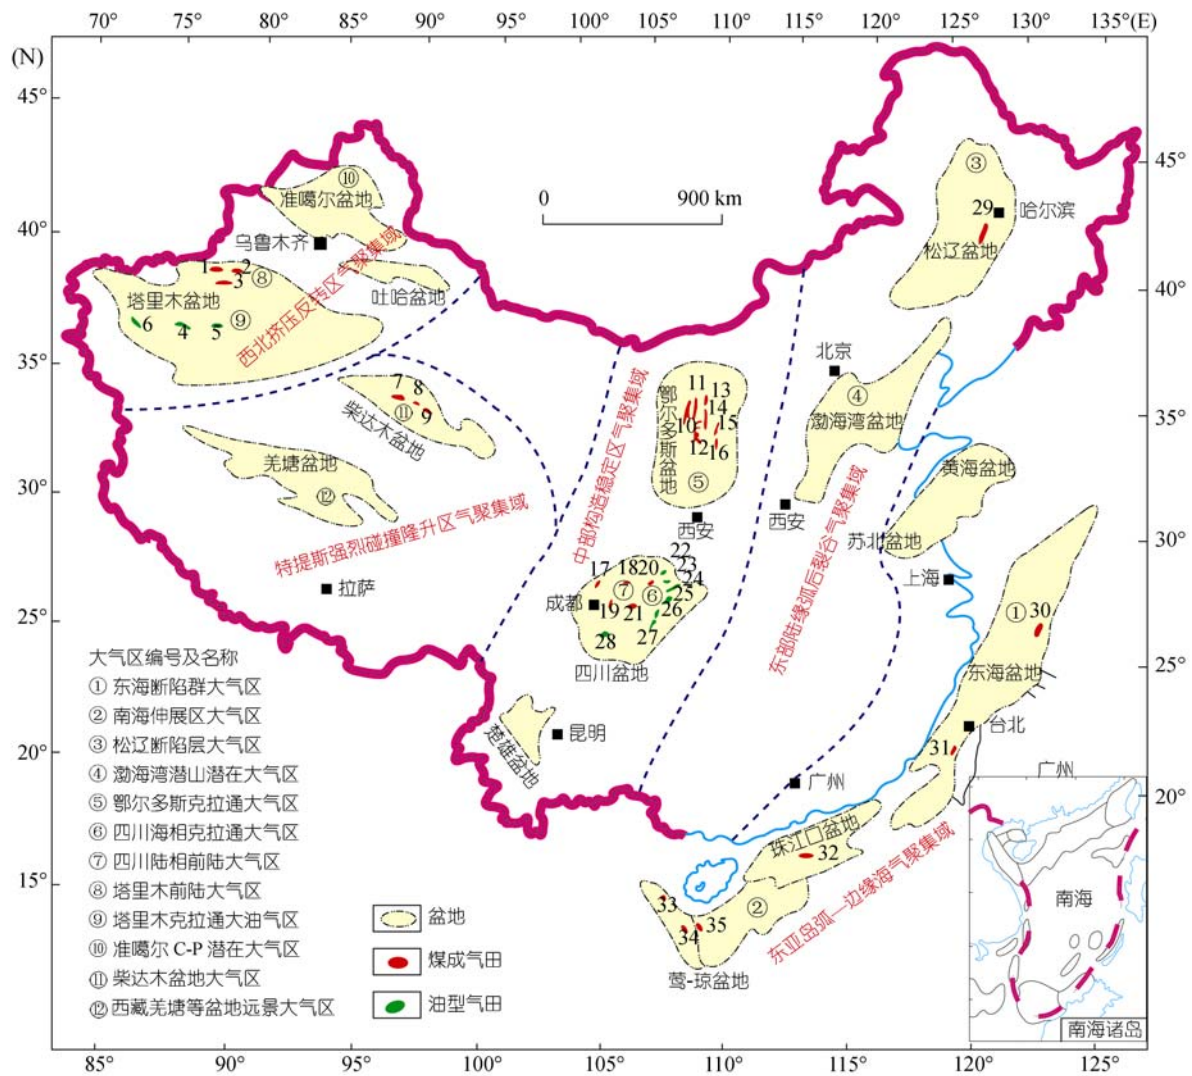 70° 75° 80° 85° 90° 95° 100° 105° 110° 115° 120° 125° 130° 135°(E)
(N)
45°
40°
35°
30°
25°
20°
15°
45°
40°
35°
30°
25°
20°
85° 90° 95° 100° 105° 110° 115° 120° 125°
0 900 km
⑩
准噶尔盆地
乌鲁木齐
吐哈盆地
西北挤压反转区气聚集域
1 2
3 ⑧
塔里木盆地
6 4 5 ⑨
7 8
⑪ 9
柴达木盆地
羌塘盆地
⑫
特提斯强烈碰撞隆升区气聚集域
拉萨
中部构造稳定区气聚集域
鄂尔多斯盆地
11 13
14
10 15
12 16
⑤
西安
22
17 18 20 23
24
⑦ ⑥ 25
成都
19 21 26
28 27
四川盆地
楚雄盆地
昆明
③
29 哈尔滨
松辽盆地
北京
④
渤海湾盆地
西安
东部陆缘弧后裂谷气聚集域
黄海盆地
苏北盆地
上海
① 30
东海盆地
台北
31
广州
广州
珠江口盆地
32
②
33
34 35
莺-琼盆地
东亚岛弧—边缘海气聚集域
南海
南海诸岛
大气区编号及名称
① 东海断陷群大气区
② 南海伸展区大气区
③ 松辽断陷层大气区
④ 渤海湾潜山潜在大气区
⑤ 鄂尔多斯克拉通大气区
⑥ 四川海相克拉通大气区
⑦ 四川陆相前陆大气区
⑧ 塔里木前陆大气区
⑨ 塔里木克拉通大油气区
⑩ 准噶尔 C-P 潜在大气区
⑪ 柴达木盆地大气区
⑫ 西藏羌塘等盆地远景大气区
盆地
煤成气田
油型气田